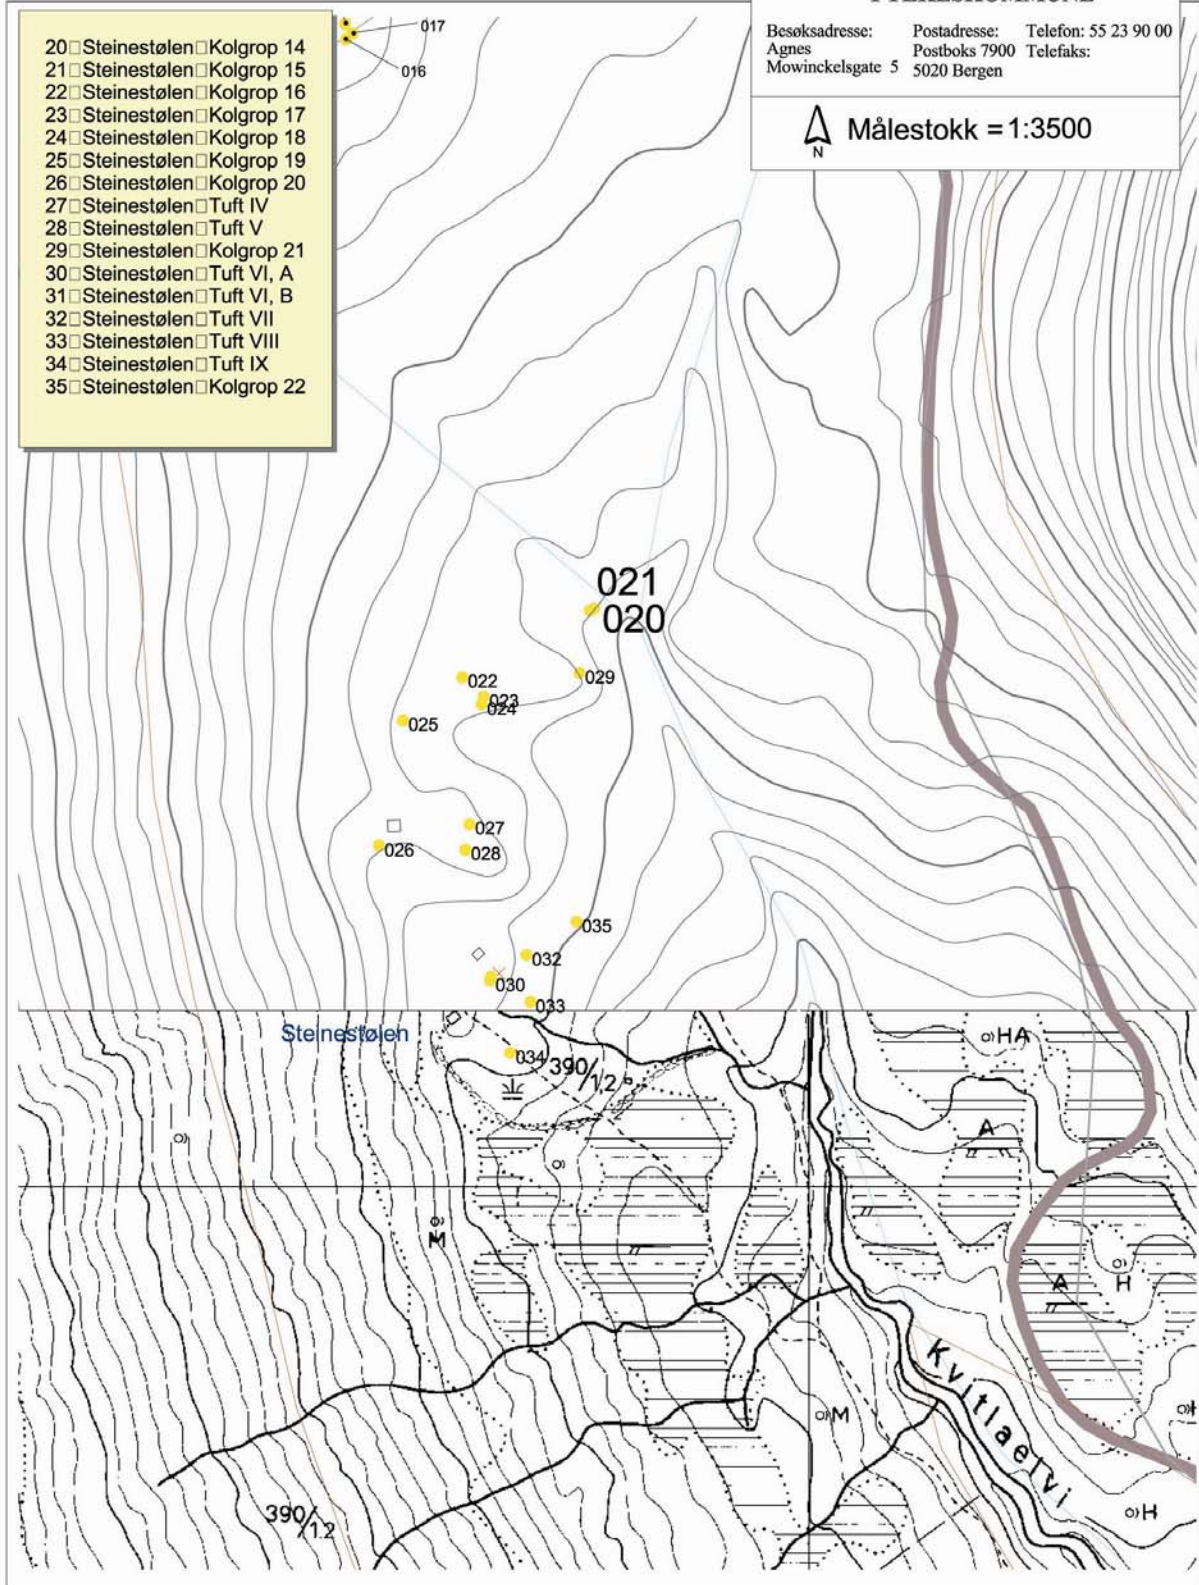 20□Steinestølen□Kolgrop 14
21□Steinestølen□Kolgrop 15
22□Steinestølen□Kolgrop 16
23□Steinestølen□Kolgrop 17
24□Steinestølen□Kolgrop 18
25□Steinestølen□Kolgrop 19
26□Steinestølen□Kolgrop 20
27□Steinestølen□Tuft IV
28□Steinestølen□Tuft V
29□Steinestølen□Kolgrop 21
30□Steinestølen□Tuft VI, A
31□Steinestølen□Tuft VI, B
32□Steinestølen□Tuft VII
33□Steinestølen□Tuft VIII
34□Steinestølen□Tuft IX
35□Steinestølen□Kolgrop 22
017
016
Besøksadresse:
Agnes
Mowinckelsgate 5
Postadresse:
Postboks 7900
5020 Bergen
Telefon: 55 23 90 00
Telefaks:
N
Målestokk = 1:3500
021
020
022
029
023
024
025
027
026
028
035
032
030
033
Steinestølen
034
390/1.2
HA
A
M
A
H
Kvitlaelvi
M
390/1.2
H